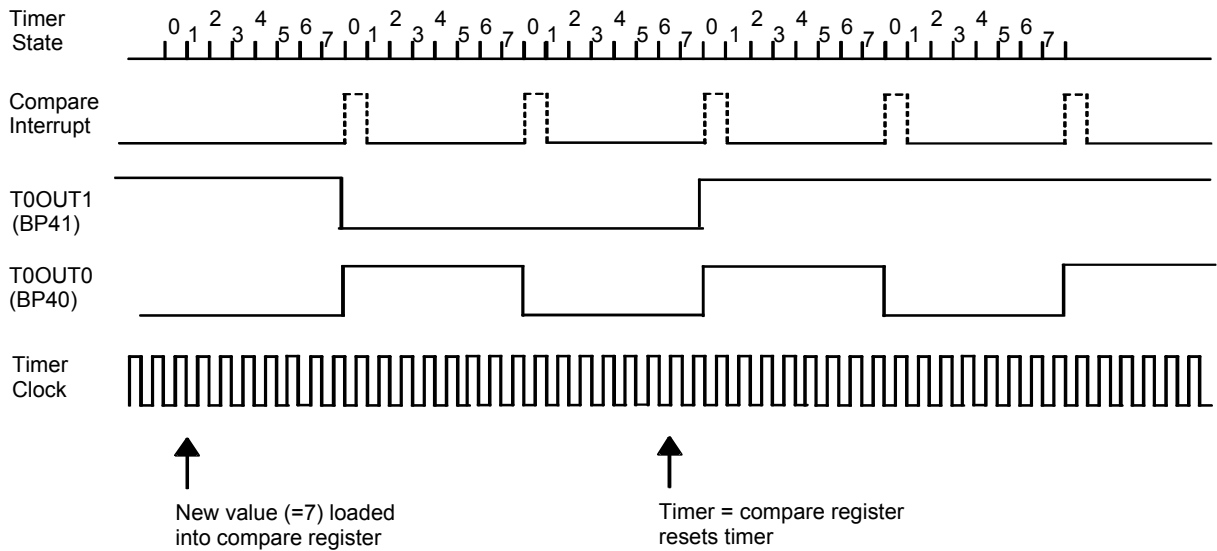 Timer
State
0 1 2 3 4 5 6 7 0 1 2 3 4 5 6 7 0 1 2 3 4 5 6 7 0 1 2 3 4 5 6 7 0 1 2 3 4 5 6 7
Compare
Interrupt
T0OUT1
(BP41)
T0OUT0
(BP40)
Timer
Clock
New value (=7) loaded
into compare register
Timer = compare register
resets timer